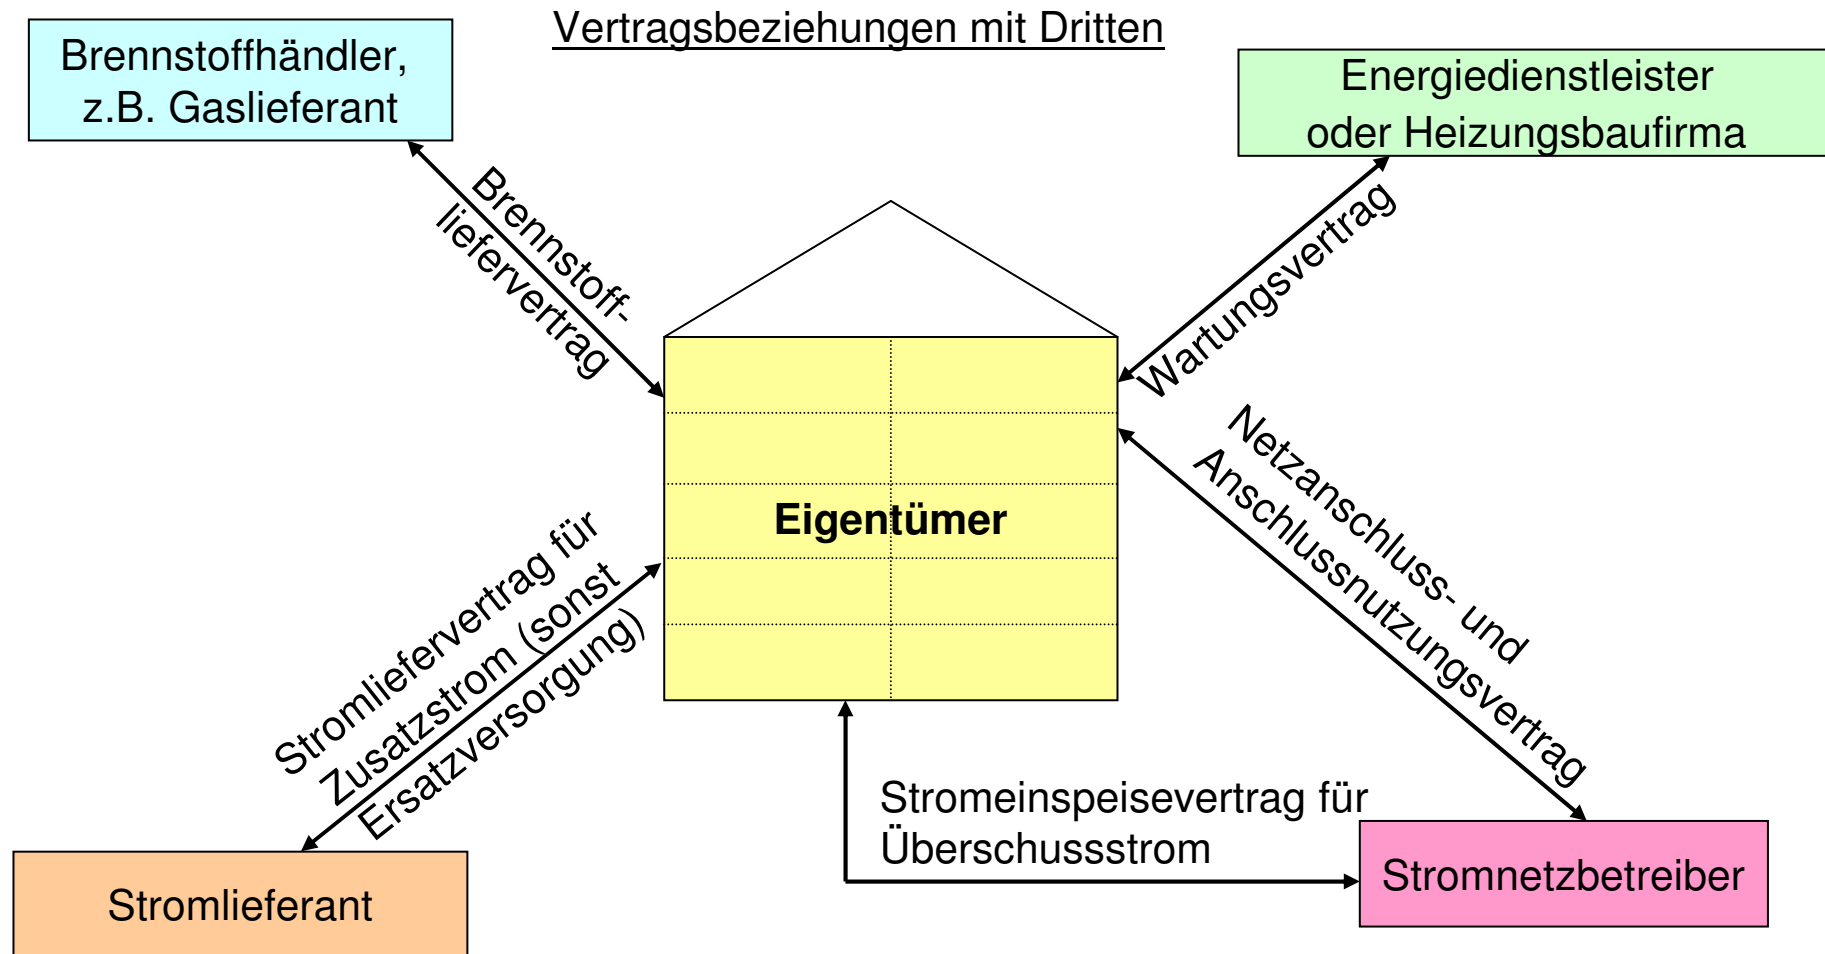 Vertragsbeziehungen mit Dritten
Brennstoffhändler,
z.B. Gaslieferant
Energiedienstleister
oder Heizungsbaufirma
Brennstoff-
liefervertrag
Wartungsvertrag
Netzanschluss- und
Anschlussnutzungsvertrag
Eigentümer
Stromliefervertrag für
Zusatzstrom (sonst
Ersatzversorgung)
Stromeinspeisevertrag für
Überschussstrom
Stromnetzbetreiber
Stromlieferant